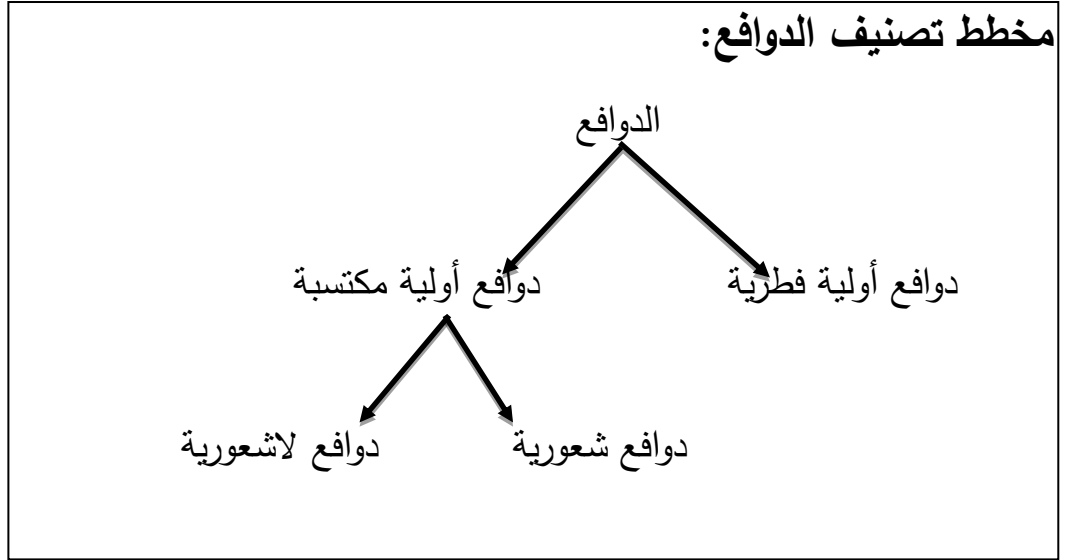 مخطط تصنيف الدوافع:
الدوافع
دوافع أولية فطرية
دوافع أولية مكتسبة
دوافع شعورية
دوافع لاشعورية